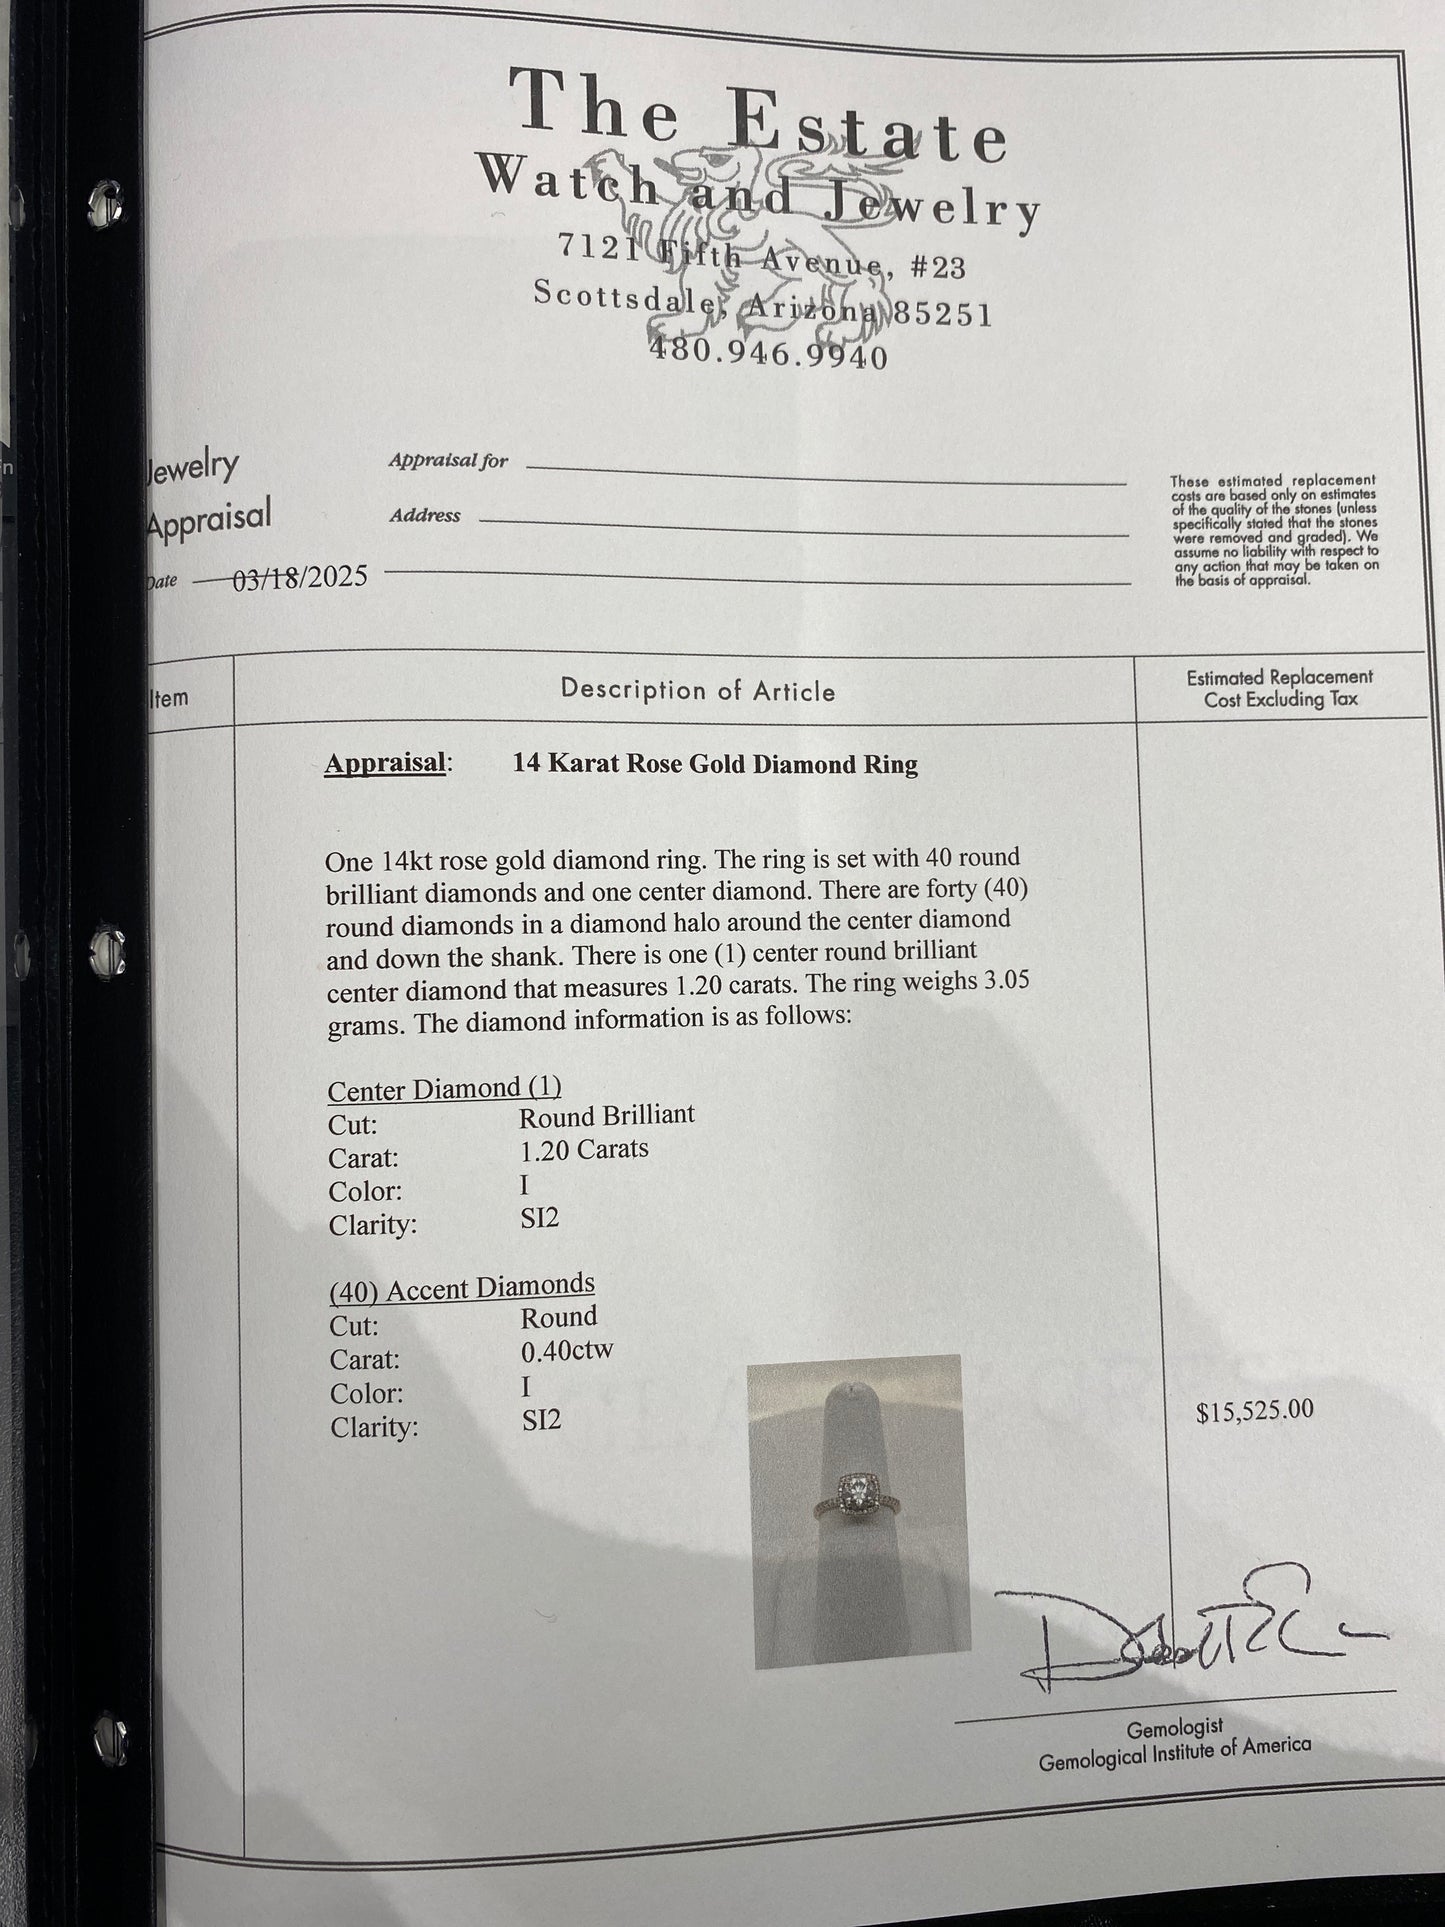 The Estate
Watch and Jewelry
7121 Fifth Avenue, #23
Scottsdale, Arizona 85251
480.946.9940
Jewelry
Appraisal
Date 03/18/2025
Appraisal for
Address
These estimated replacement
costs are based only on estimates
of the quality of the stones (unless
specifically stated that the stones
were removed and graded). We
assume no liability with respect to
any action that may be taken on
the basis of appraisal.
Item
Description of Article
Estimated Replacement
Cost Excluding Tax
Appraisal: 14 Karat Rose Gold Diamond Ring
One 14kt rose gold diamond ring. The ring is set with 40 round
brilliant diamonds and one center diamond. There are forty (40)
round diamonds in a diamond halo around the center diamond
and down the shank. There is one (1) center round brilliant
center diamond that measures 1.20 carats. The ring weighs 3.05
grams. The diamond information is as follows:
Center Diamond (1)
Cut: Round Brilliant
Carat: 1.20 Carats
Color: I
Clarity: SI2
(40) Accent Diamonds
Cut: Round
Carat: 0.40ctw
Color: I
Clarity: SI2
$15,525.00
Gemologist
Gemological Institute of America